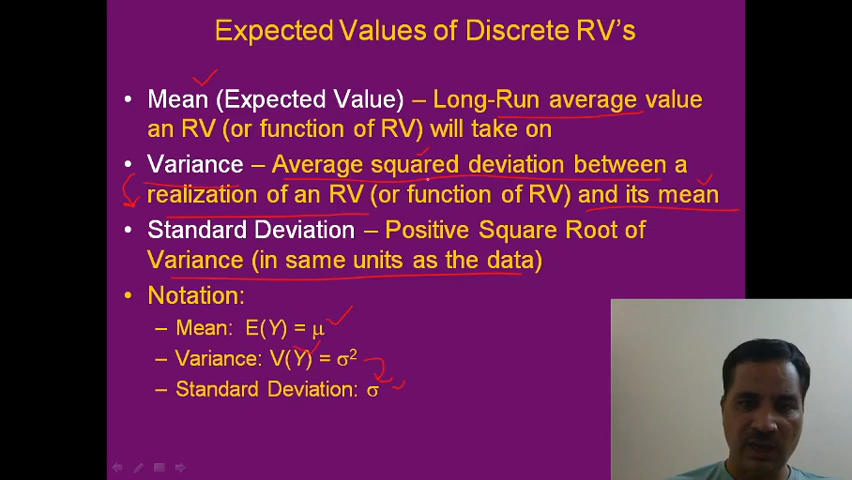 Expected Values of Discrete RV's
• Mean (Expected Value) – Long-Run average value
an RV (or function of RV) will take on
• Variance – Average squared deviation between a
realization of an RV (or function of RV) and its mean
• Standard Deviation – Positive Square Root of
Variance (in same units as the data)
• Notation:
– Mean: E(Y) = μ
– Variance: V(Y) = σ²
– Standard Deviation: σ